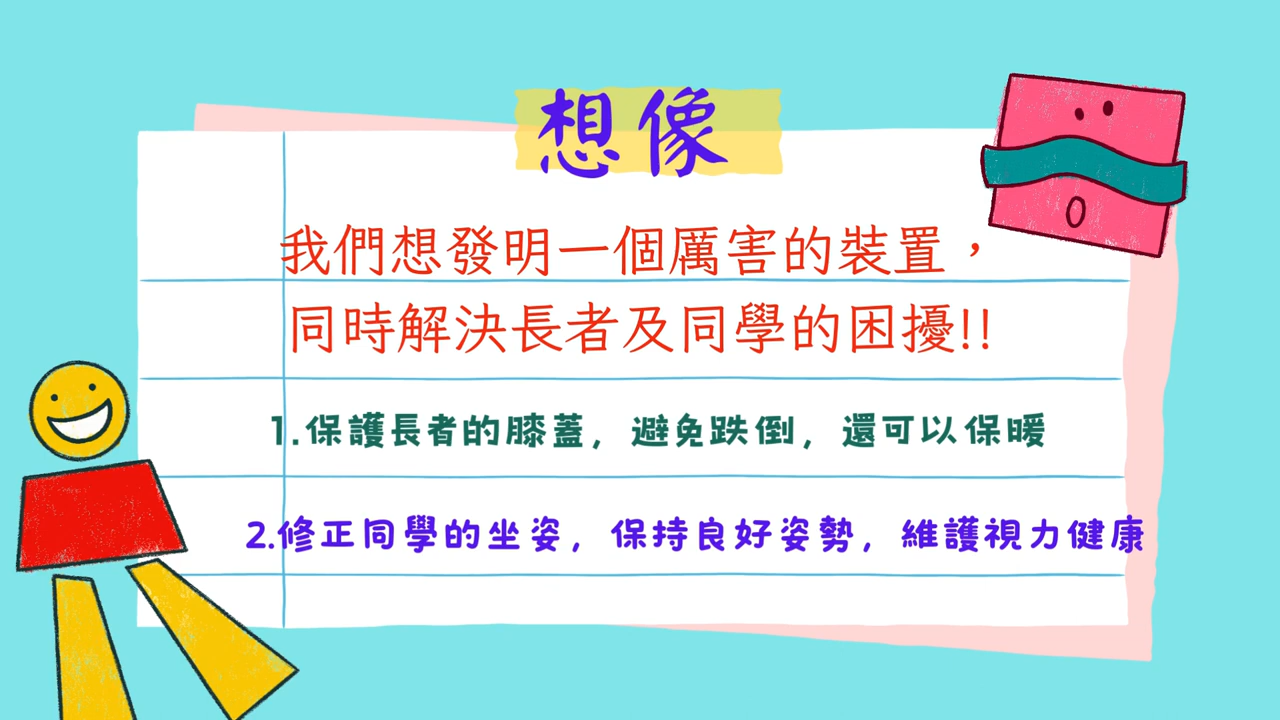 想像
我們想發明一個厲害的裝置，
同時解決長者及同學的困擾!!
1.保護長者的膝蓋，避免跌倒，還可以保暖
2.修正同學的坐姿，保持良好姿勢，維護視力健康